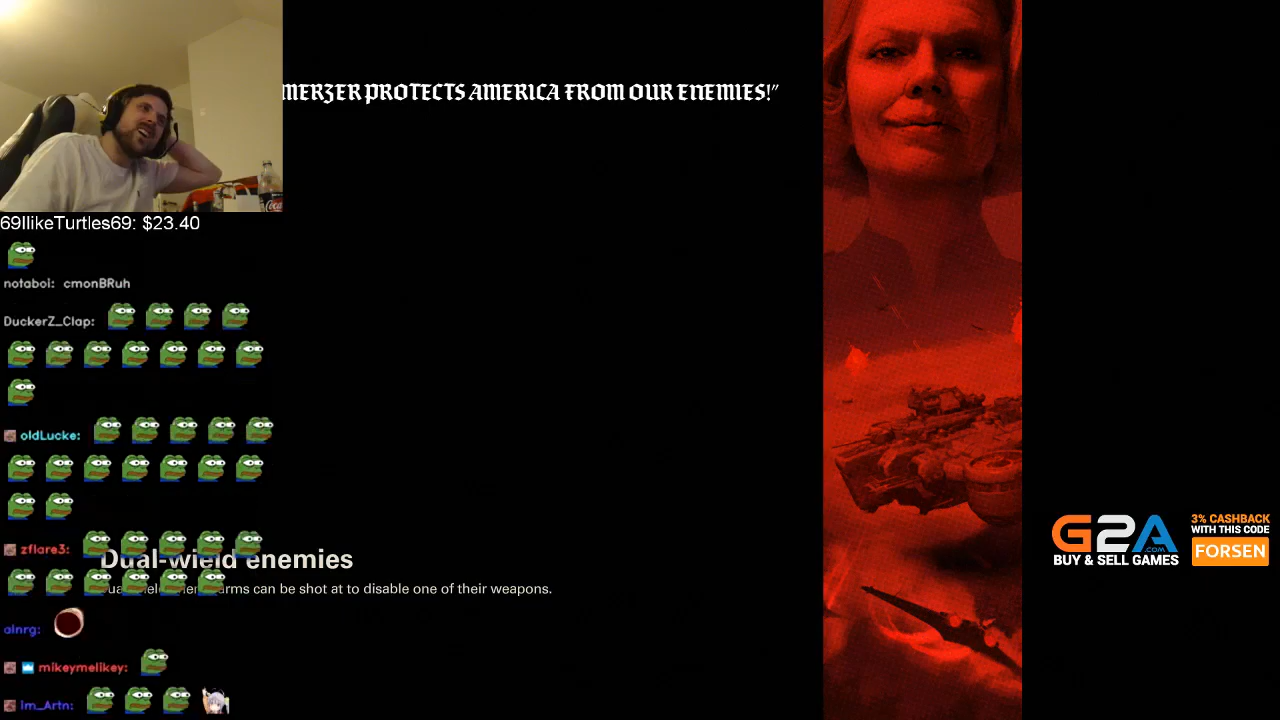 MERZER PROTECTS AMERICA FROM OUR ENEMIES!"
69IlikeTurtles69: $23.40
notaboi: cmonBRuh
DuckerZ_Clap:
oldLucke:
zflare3:
Dual-wield enemies
arms can be shot at to disable one of their weapons.
alnrg:
mikeymelikey:
Im_Artn:
G2A
.COM
BUY & SELL GAMES
3% CASHBACK
WITH THIS CODE
FORSEN